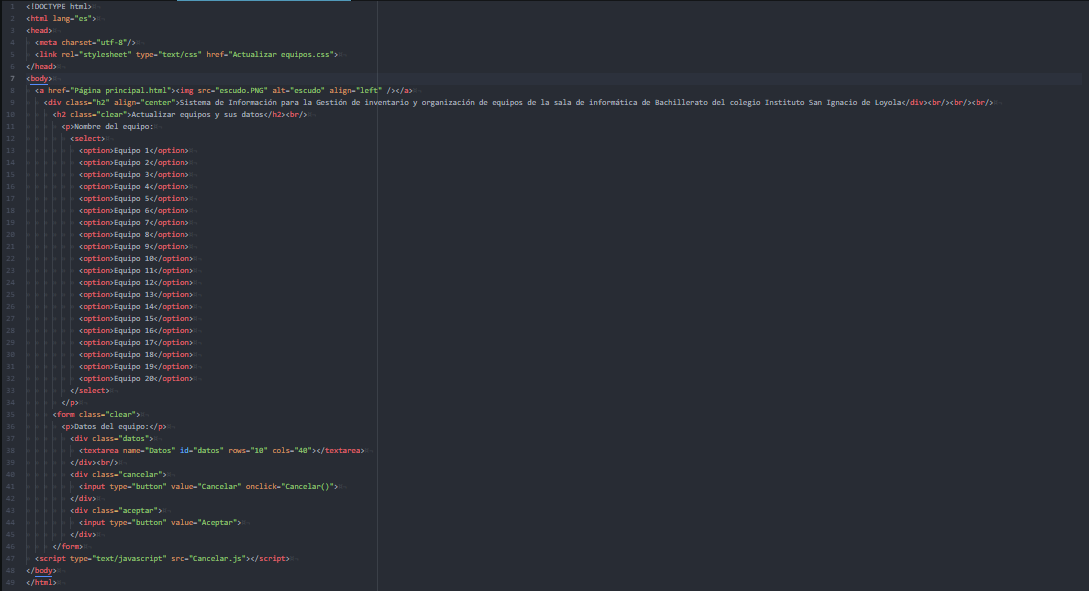 1 <!DOCTYPE html>
2 <html lang="es">
3 <head>
4 <meta charset="utf-8"/>
5 <link rel="stylesheet" type="text/css" href="Actualizar equipos.css">
6 </head>
7 <body>
8 <a href="Página principal.html"><img src="escudo.PNG" alt="escudo" align="left" /></a>
9 <div class="h2" align="center">Sistema de Información para la Gestión de inventario y organización de equipos de la sala de informática de Bachillerato del colegio Instituto San Ignacio de Loyola</div><br/><br/><br/>
10 <h2 class="clear">Actualizar equipos y sus datos</h2><br/>
11 <p>Nombre del equipo:
12 <select>
13 <option>Equipo 1</option>
14 <option>Equipo 2</option>
15 <option>Equipo 3</option>
16 <option>Equipo 4</option>
17 <option>Equipo 5</option>
18 <option>Equipo 6</option>
19 <option>Equipo 7</option>
20 <option>Equipo 8</option>
21 <option>Equipo 9</option>
22 <option>Equipo 10</option>
23 <option>Equipo 11</option>
24 <option>Equipo 12</option>
25 <option>Equipo 13</option>
26 <option>Equipo 14</option>
27 <option>Equipo 15</option>
28 <option>Equipo 16</option>
29 <option>Equipo 17</option>
30 <option>Equipo 18</option>
31 <option>Equipo 19</option>
32 <option>Equipo 20</option>
33 </select>
34 </p>
35 <form class="clear">
36 <p>Datos del equipo:</p>
37 <div class="datos">
38 <textarea name="Datos" id="datos" rows="10" cols="40"></textarea>
39 </div><br/>
40 <div class="cancelar">
41 <input type="button" value="Cancelar" onclick="Cancelar()">
42 </div>
43 <div class="aceptar">
44 <input type="button" value="Aceptar">
45 </div>
46 </form>
47 <script type="text/javascript" src="Cancelar.js"></script>
48 </body>
49 </html>